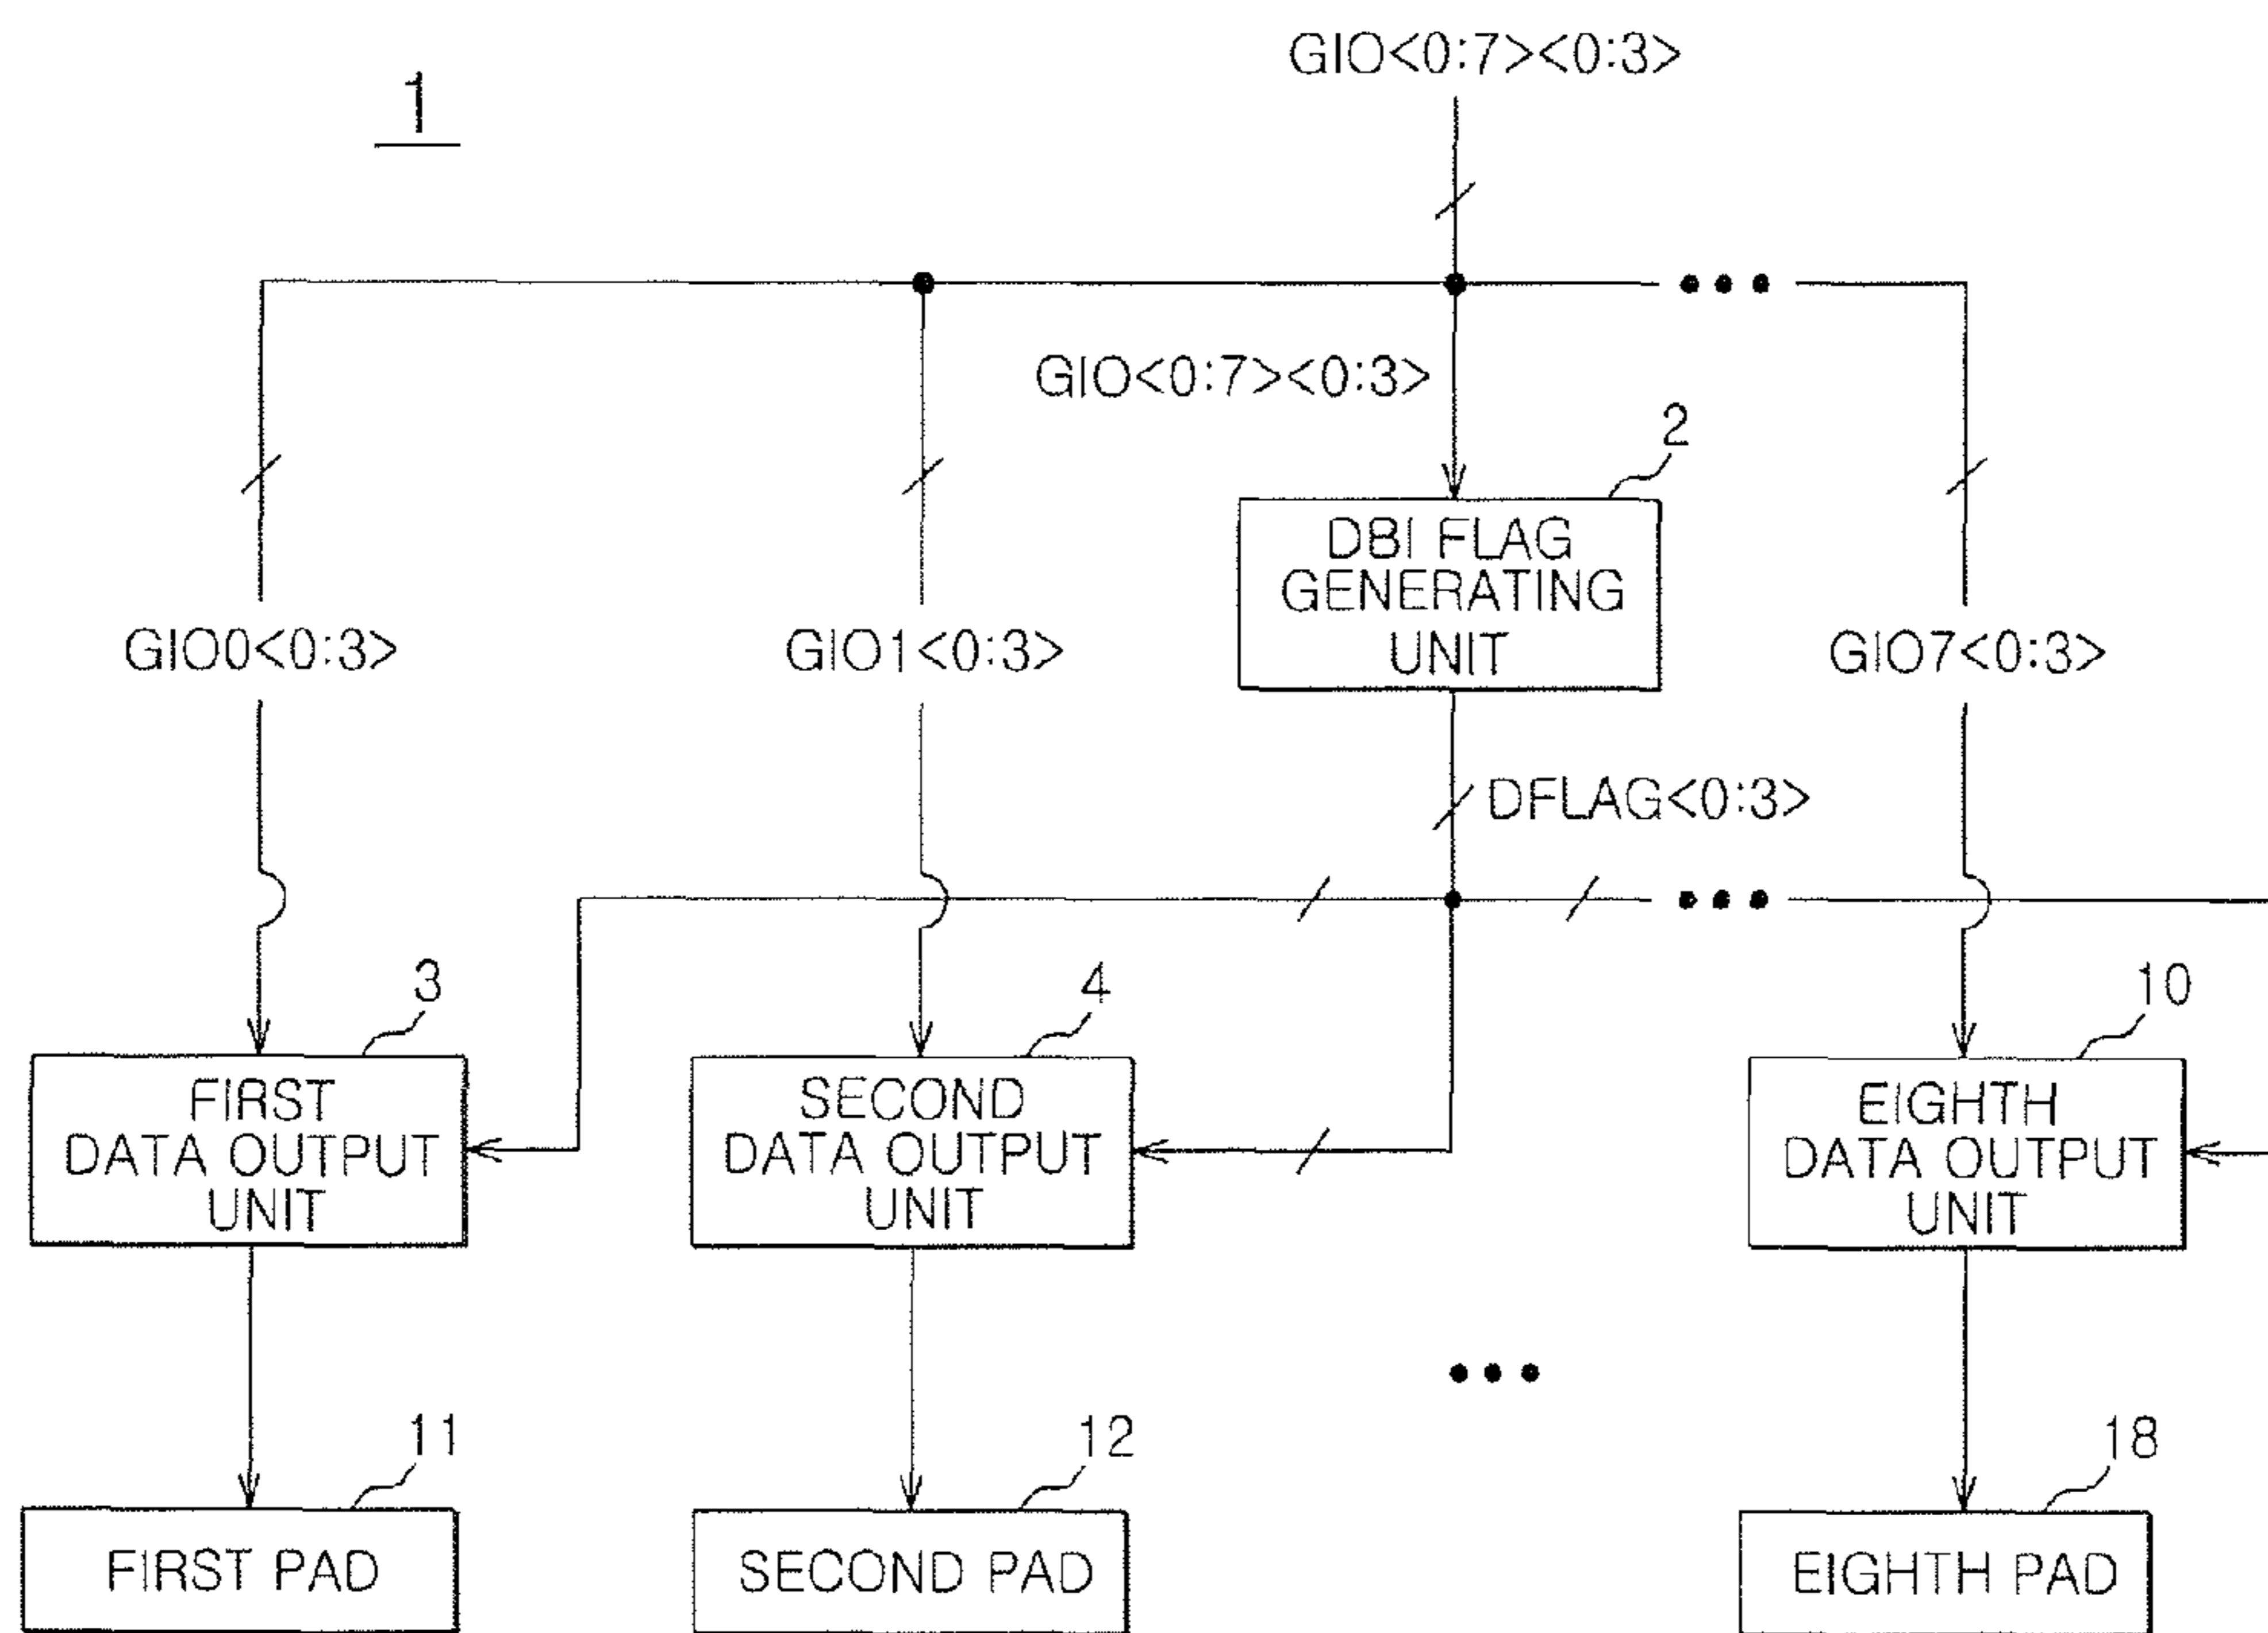 GIO<0:7><0:3>
1
GIO<0:7><0:3>
2
DBI FLAG
GENERATING
UNIT
GIO0<0:3>
GIO1<0:3>
GIO7<0:3>
DFLAG<0:3>
3
4
10
FIRST
DATA OUTPUT
UNIT
SECOND
DATA OUTPUT
UNIT
EIGHTH
DATA OUTPUT
UNIT
11
12
18
FIRST PAD
SECOND PAD
EIGHTH PAD